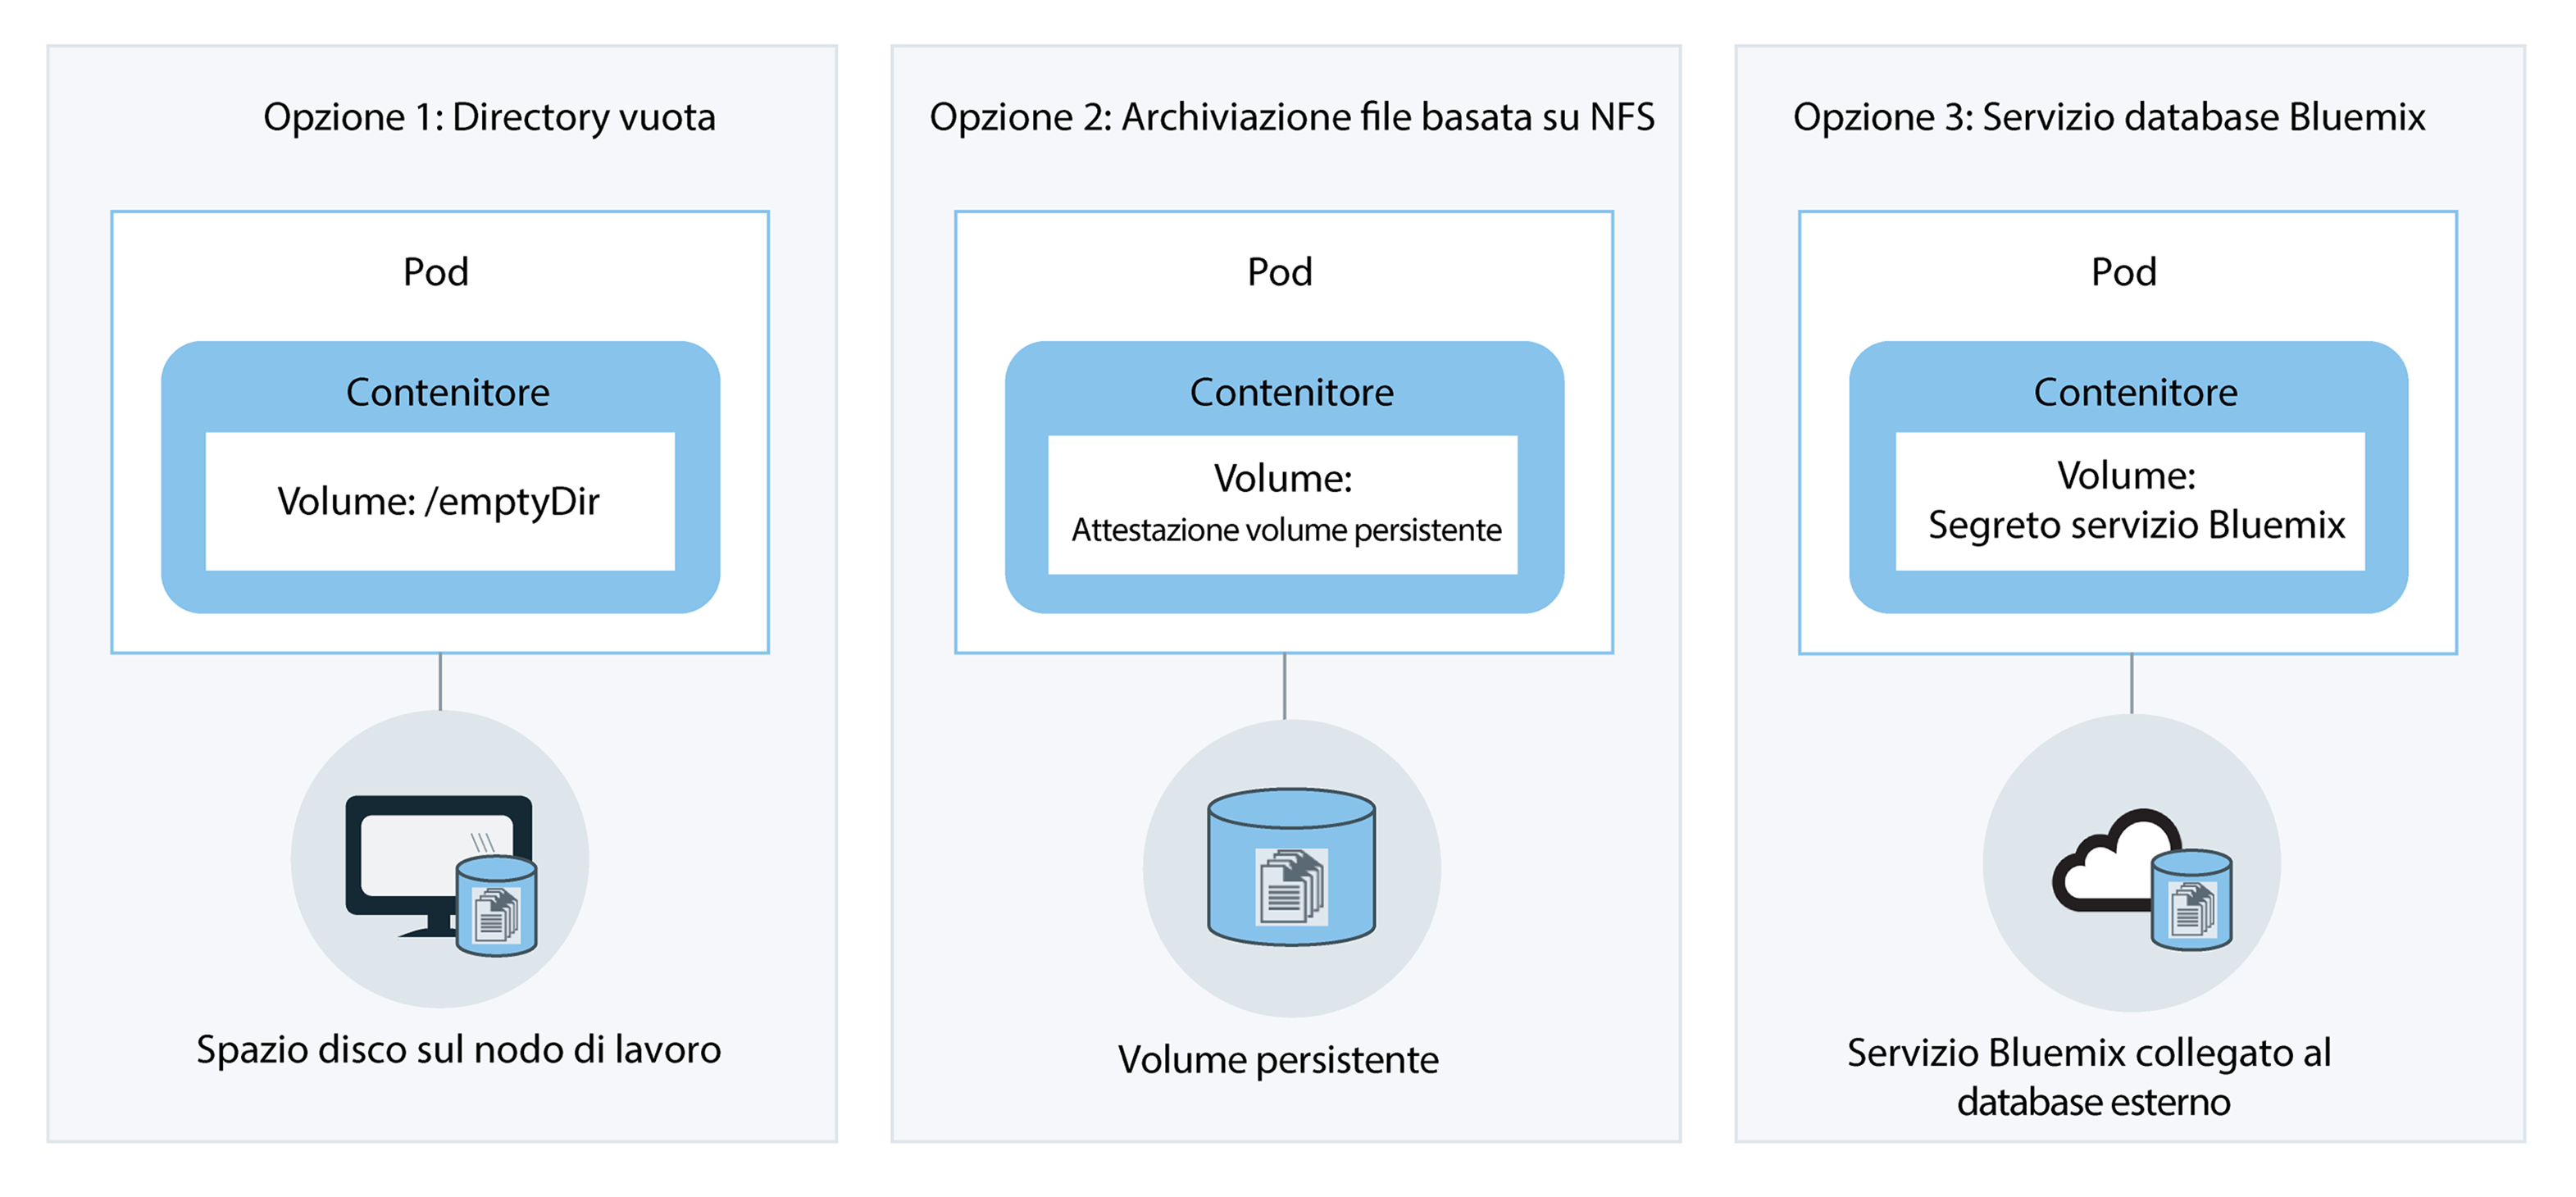 Opzione 1: Directory vuota
Pod
Contenitore
Volume: /emptyDir
Spazio disco sul nodo di lavoro
Opzione 2: Archiviazione file basata su NFS
Pod
Contenitore
Volume:
Attestazione volume persistente
Volume persistente
Opzione 3: Servizio database Bluemix
Pod
Contenitore
Volume:
Segreto servizio Bluemix
Servizio Bluemix collegato al
database esterno